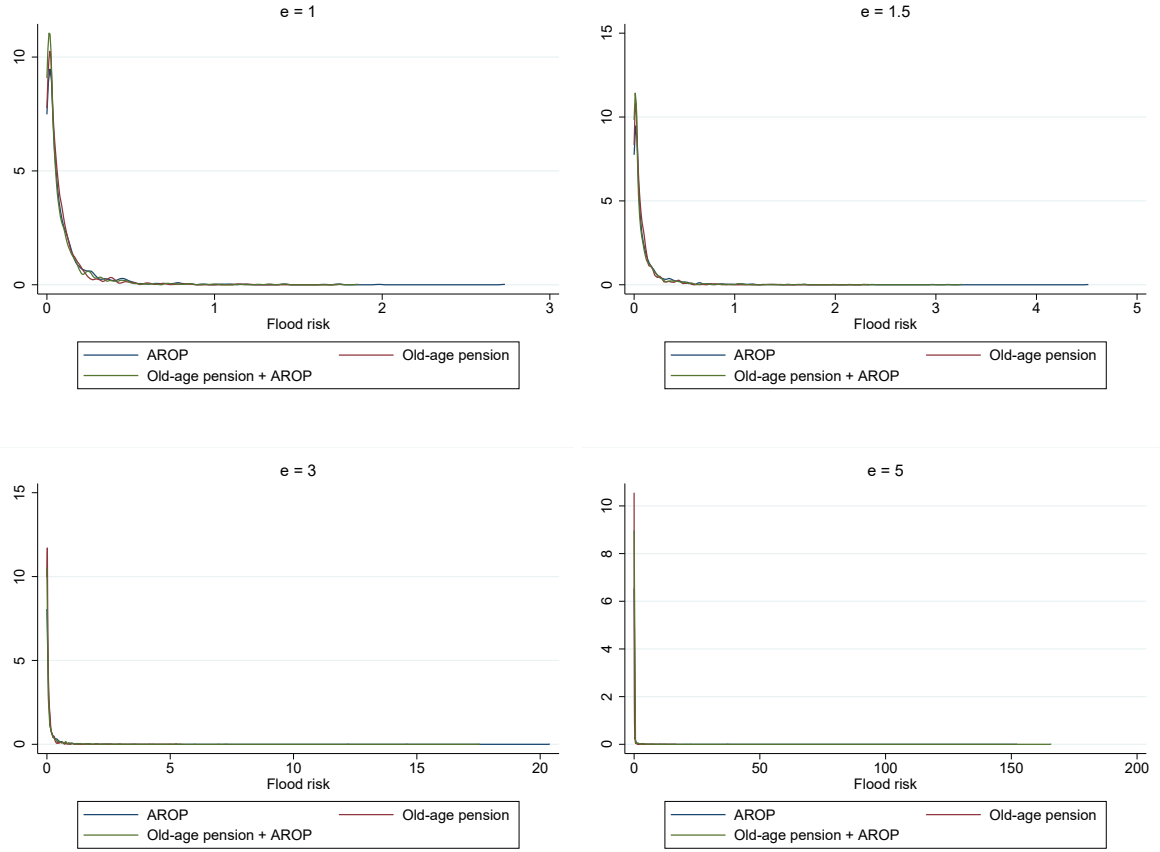 e = 1
10
5
0
0 1 2 3
Flood risk
AROP Old-age pension
Old-age pension + AROP
e = 1.5
15
10
5
0
0 1 2 3 4 5
Flood risk
AROP Old-age pension
Old-age pension + AROP
e = 3
15
10
5
0
0 5 10 15 20
Flood risk
AROP Old-age pension
Old-age pension + AROP
e = 5
10
8
6
4
2
0
0 50 100 150 200
Flood risk
AROP Old-age pension
Old-age pension + AROP